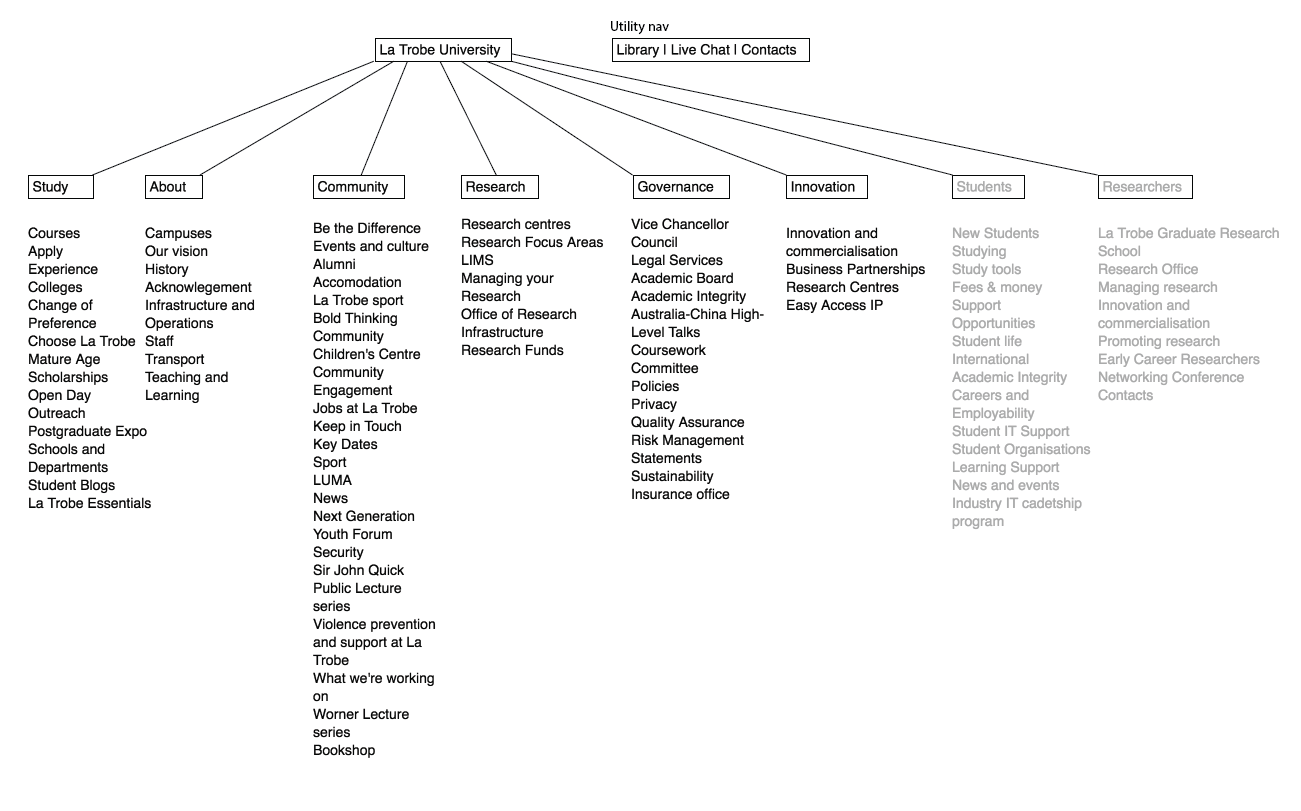 Utility nav
La Trobe University
Library | Live Chat | Contacts
Study
About
Community
Research
Governance
Innovation
Students
Researchers
Courses
Apply
Experience
Colleges
Change of
Preference
Choose La Trobe
Mature Age
Scholarships
Open Day
Outreach
Postgraduate Expo
Schools and
Departments
Student Blogs
La Trobe Essentials
Campuses
Our vision
History
Acknowlegement
Infrastructure and
Operations
Staff
Transport
Teaching and
Learning
Be the Difference
Events and culture
Alumni
Accomodation
La Trobe sport
Bold Thinking
Community
Children's Centre
Community
Engagement
Jobs at La Trobe
Keep in Touch
Key Dates
Sport
LUMA
News
Next Generation
Youth Forum
Security
Sir John Quick
Public Lecture
series
Violence prevention
and support at La
Trobe
What we're working
on
Worner Lecture
series
Bookshop
Research centres
Research Focus Areas
LIMS
Managing your
Research
Office of Research
Infrastructure
Research Funds
Vice Chancellor
Council
Legal Services
Academic Board
Academic Integrity
Australia-China High-
Level Talks
Coursework
Committee
Policies
Privacy
Quality Assurance
Risk Management
Statements
Sustainability
Insurance office
Innovation and
commercialisation
Business Partnerships
Research Centres
Easy Access IP
New Students
Studying
Study tools
Fees & money
Support
Opportunities
Student life
International
Academic Integrity
Careers and
Employability
Student IT Support
Student Organisations
Learning Support
News and events
Industry IT cadetship
program
La Trobe Graduate Research
School
Research Office
Managing research
Innovation and
commercialisation
Promoting research
Early Career Researchers
Networking Conference
Contacts